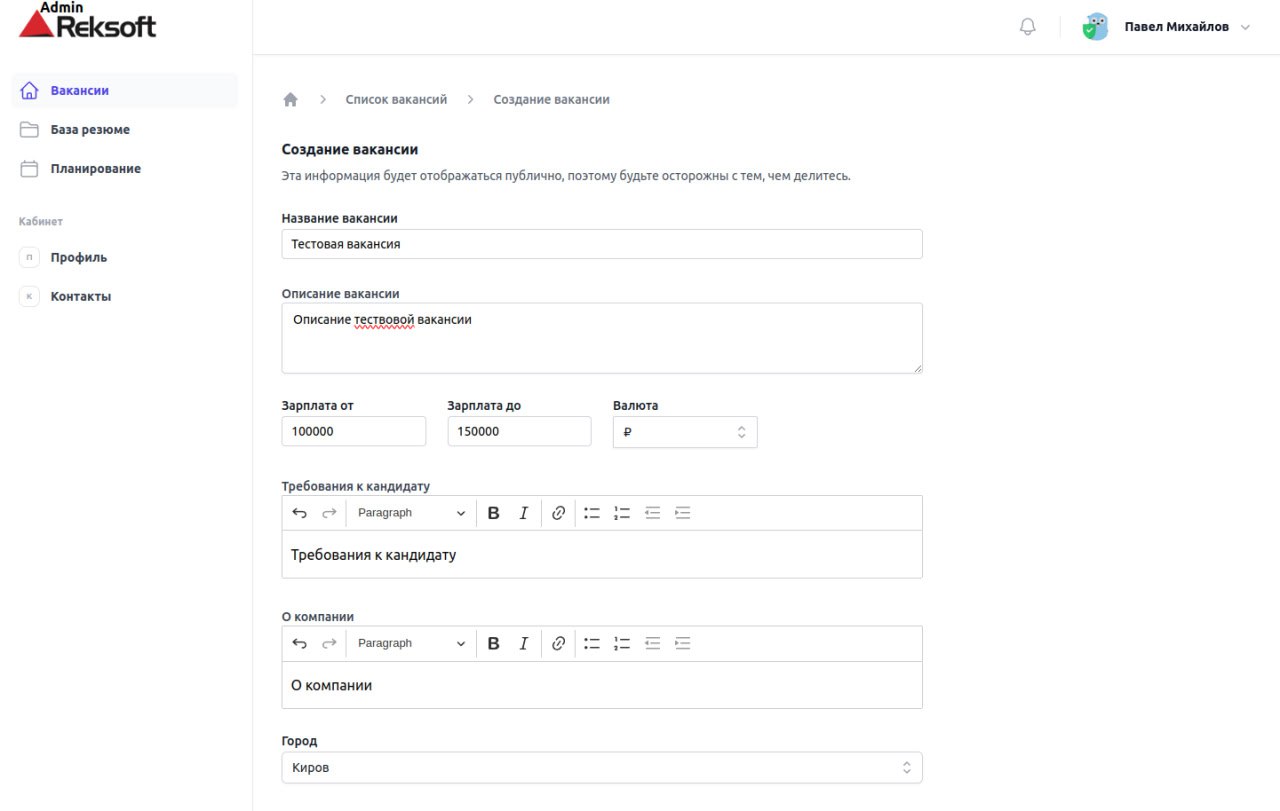 Admin
Reksoft
Павел Михайлов
Вакансии
База резюме
Планирование
Кабинет
П Профиль
К Контакты
Список вакансий Создание вакансии
Создание вакансии
Эта информация будет отображаться публично, поэтому будьте осторожны с тем, чем делитесь.
Название вакансии
Тестовая вакансия
Описание вакансии
Описание тествовой вакансии
Зарплата от Зарплата до Валюта
100000 150000 ₽
Требования к кандидату
Paragraph B I
Требования к кандидату
О компании
Paragraph B I
О компании
Город
Киров